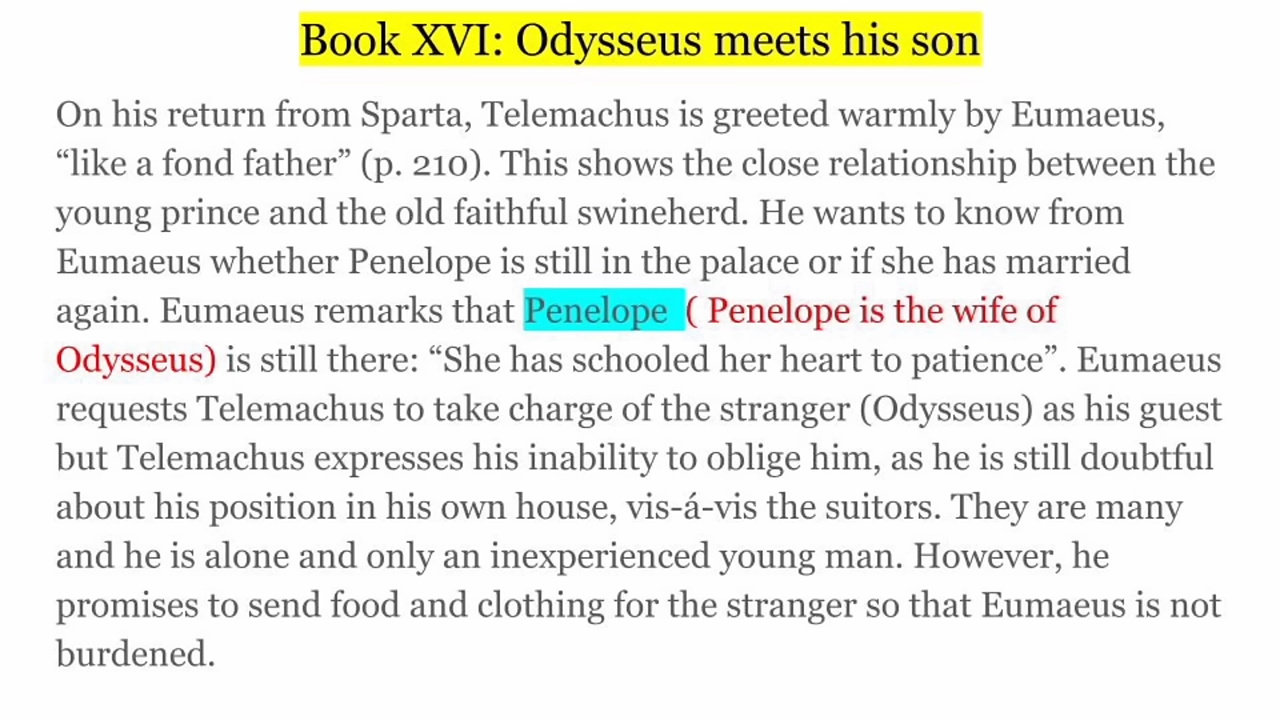 Book XVI: Odysseus meets his son
On his return from Sparta, Telemachus is greeted warmly by Eumaeus,
“like a fond father” (p. 210). This shows the close relationship between the
young prince and the old faithful swineherd. He wants to know from
Eumaeus whether Penelope is still in the palace or if she has married
again. Eumaeus remarks that Penelope ( Penelope is the wife of
Odysseus) is still there: “She has schooled her heart to patience”. Eumaeus
requests Telemachus to take charge of the stranger (Odysseus) as his guest
but Telemachus expresses his inability to oblige him, as he is still doubtful
about his position in his own house, vis-á-vis the suitors. They are many
and he is alone and only an inexperienced young man. However, he
promises to send food and clothing for the stranger so that Eumaeus is not
burdened.